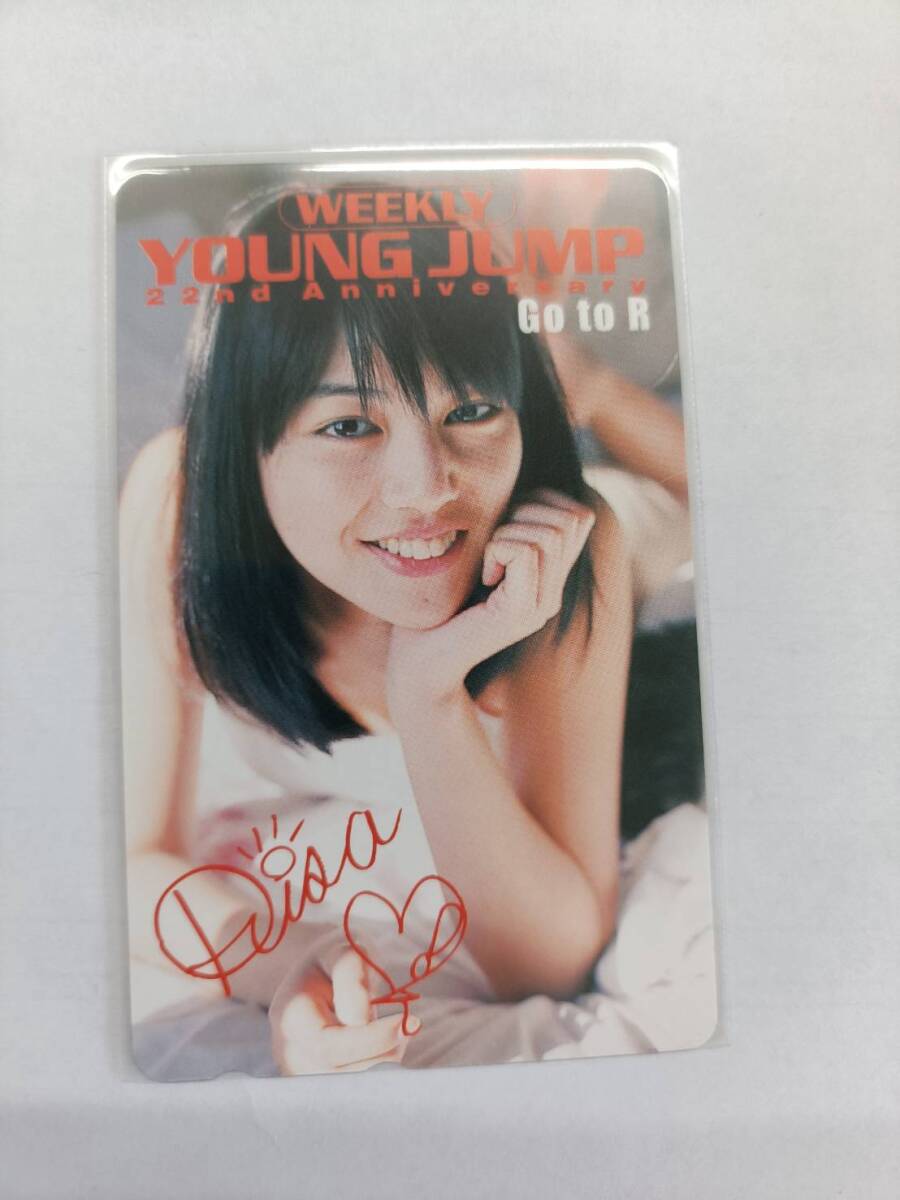 WEEKLY
YOUNG JUMP
22nd Anniversary
Go to R
Risa